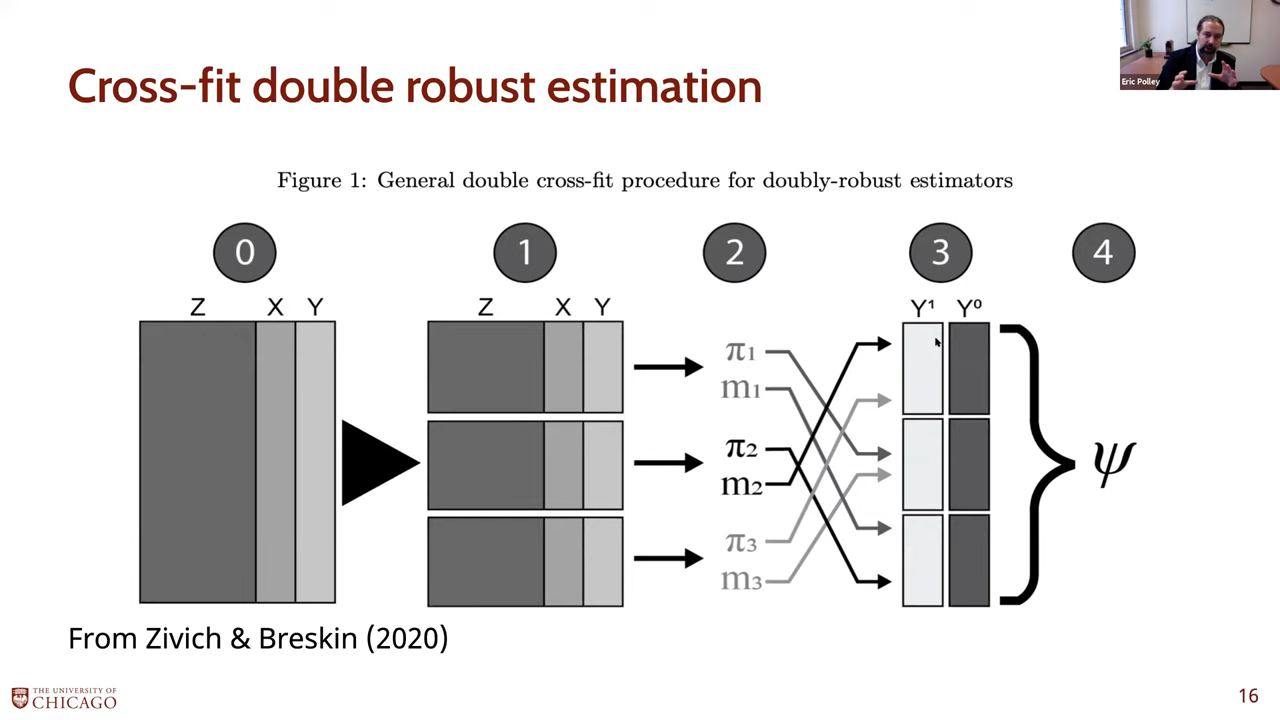 Cross-fit double robust estimation
Eric Polley
Figure 1: General double cross-fit procedure for doubly-robust estimators
0 1 2 3 4
Z X Y Z X Y Y¹ Y⁰
π₁
m₁
π₂
m₂
π₃
m₃
ψ
From Zivich & Breskin (2020)
THE UNIVERSITY OF
CHICAGO
16